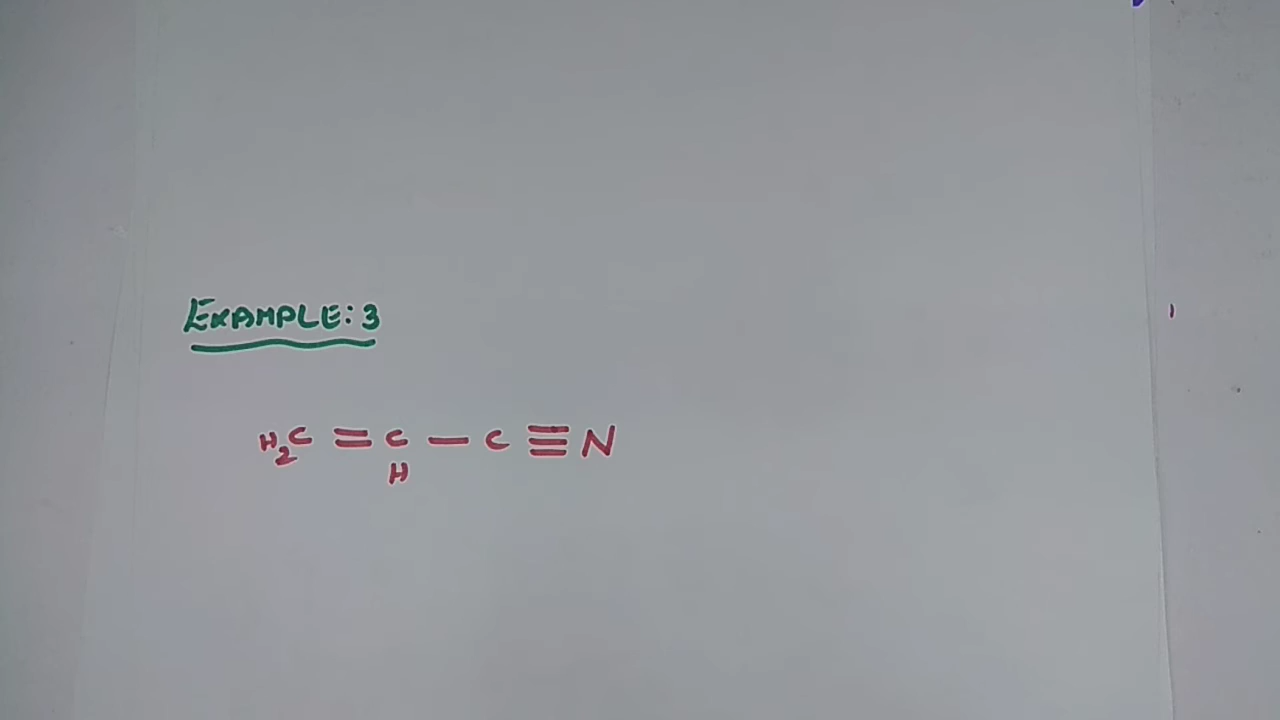 EXAMPLE: 3
H₂C = C — C ≡ N
H